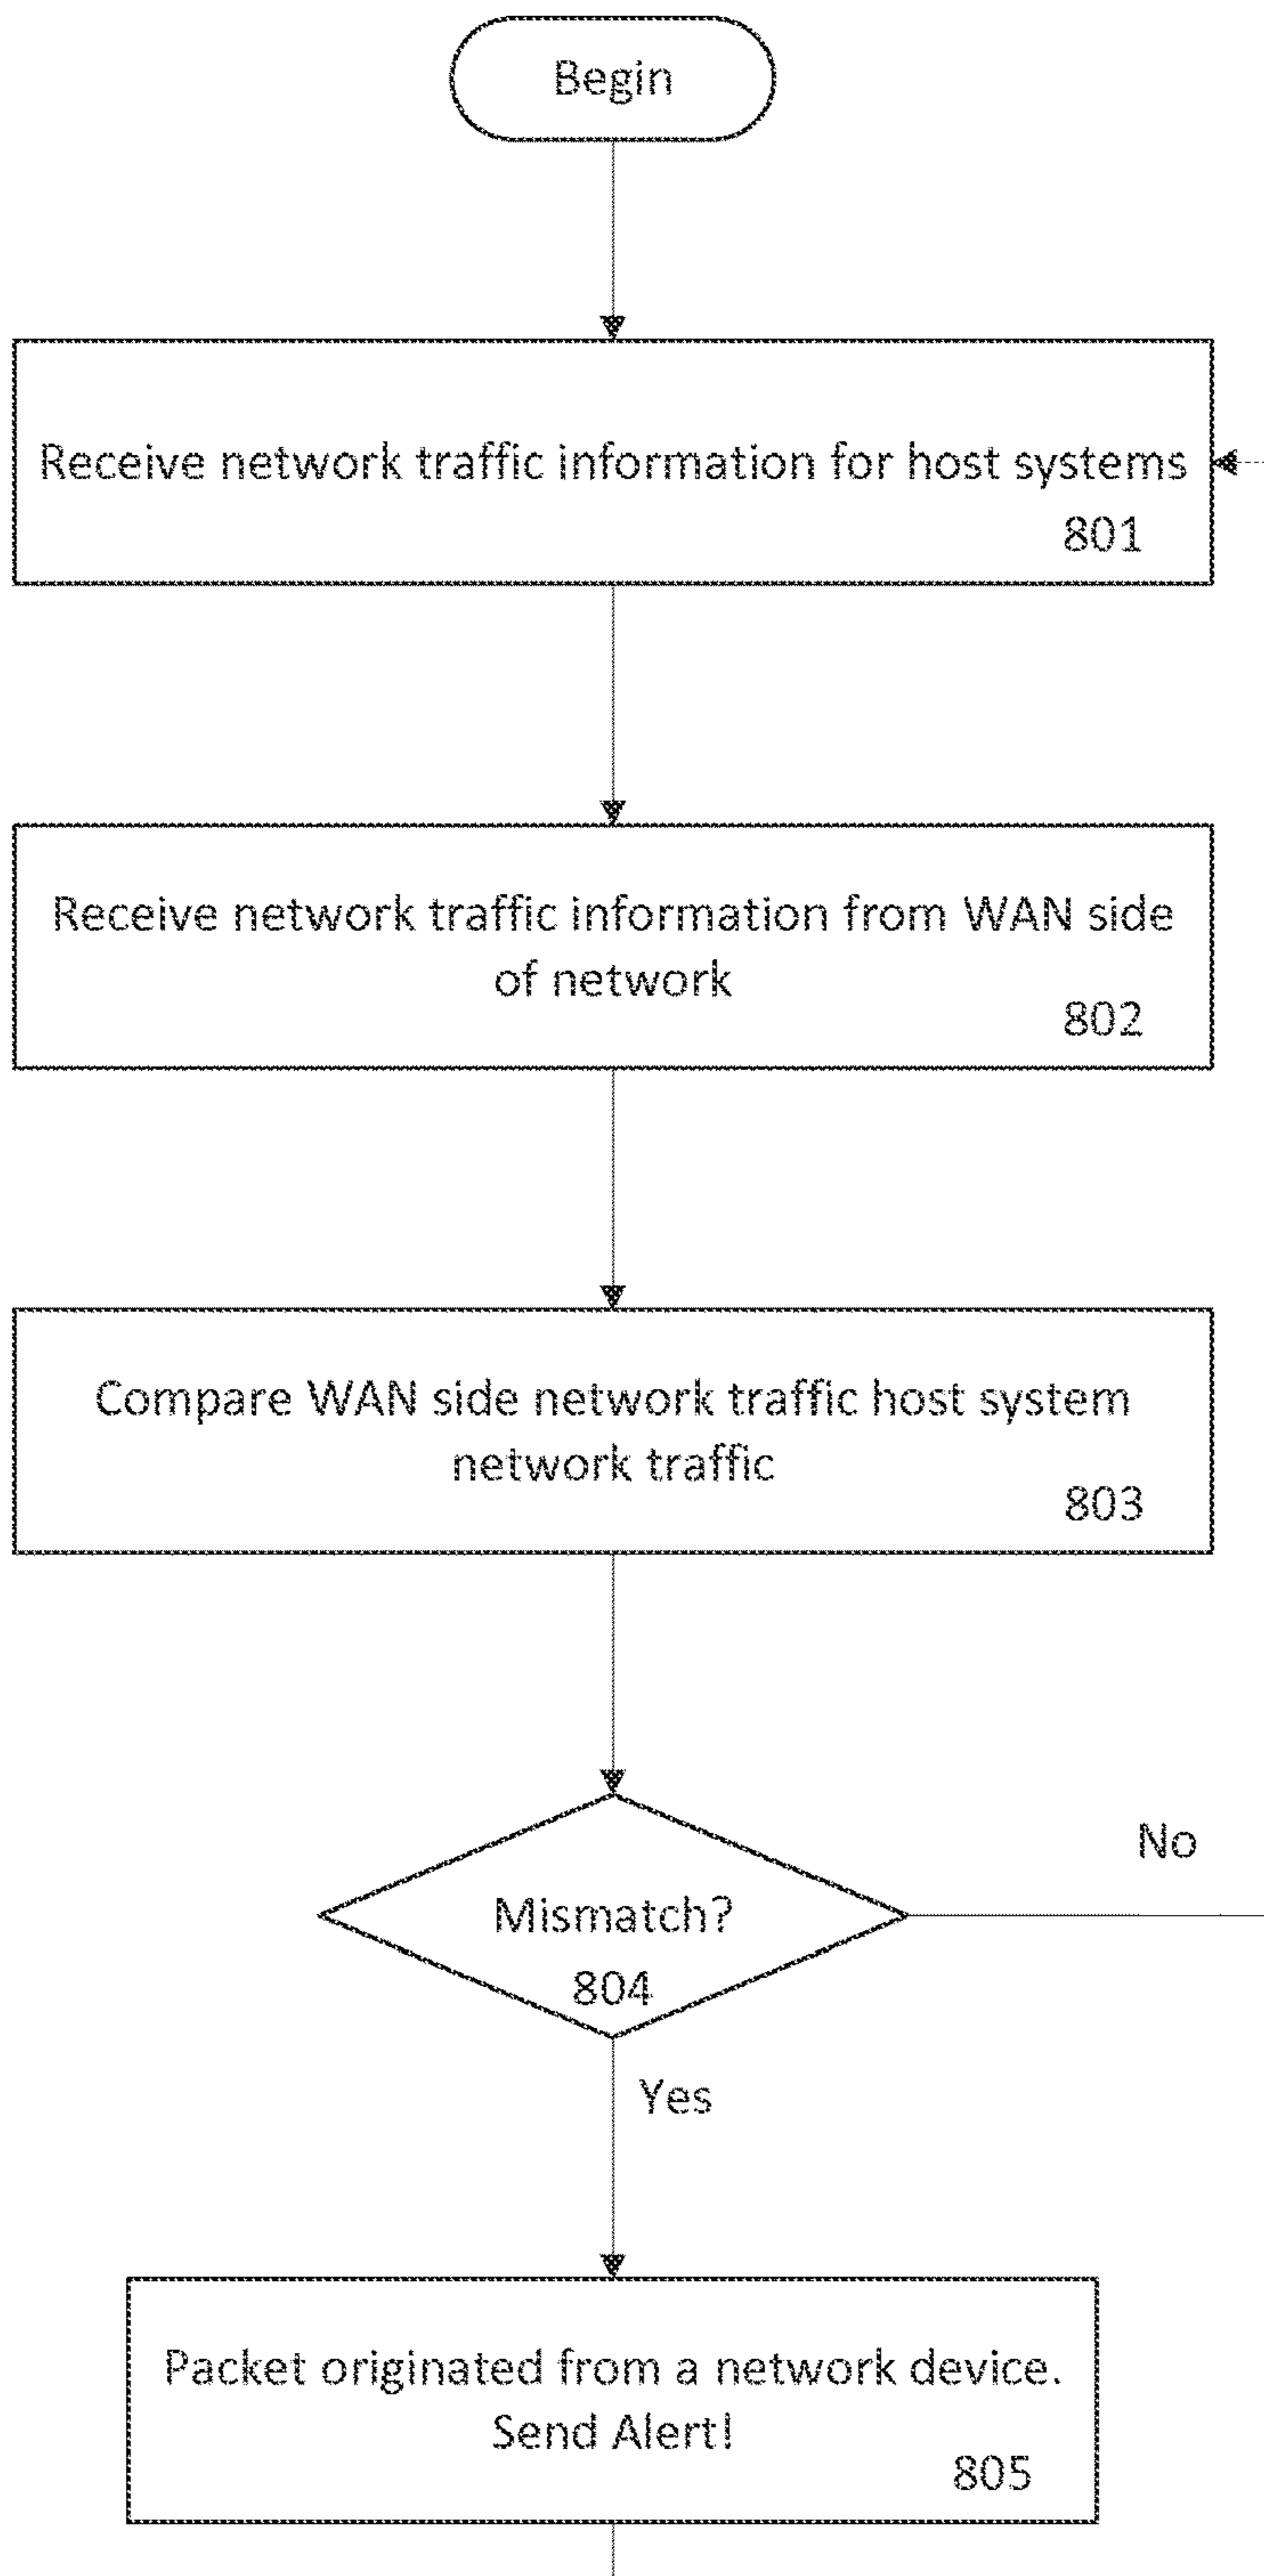 Begin
Receive network traffic information for host systems
801
Receive network traffic information from WAN side
of network
802
Compare WAN side network traffic host system
network traffic
803
No
Mismatch?
804
Yes
Packet originated from a network device.
Send Alert!
805